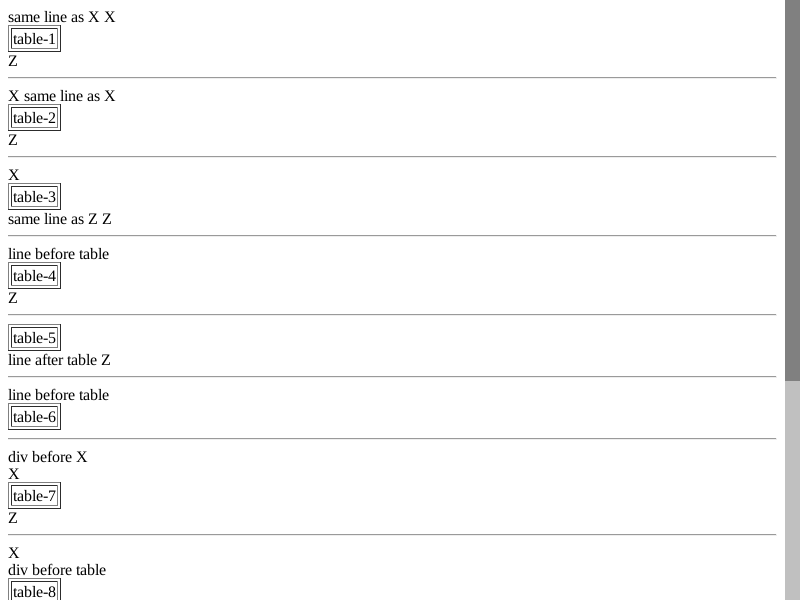 same line as X X
table-1
Z
X same line as X
table-2
Z
X
table-3
same line as Z Z
line before table
table-4
Z
table-5
line after table Z
line before table
table-6
div before X
X
table-7
Z
X
div before table
table-8